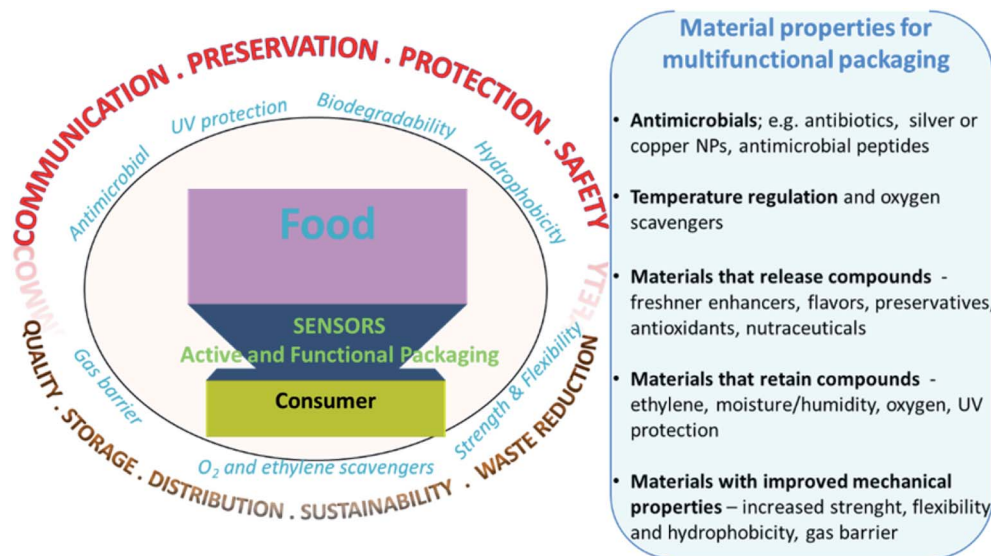 COMMUNICATION . PRESERVATION . PROTECTION . SAFETY
Antimicrobial
UV protection
Biodegradability
Hydrophobicity
Food
SENSORS
Active and Functional Packaging
Consumer
Gas barrier
O₂ and ethylene scavengers
Strength & Flexibility
QUALITY . STORAGE . DISTRIBUTION . SUSTAINABILITY . WASTE REDUCTION
Material properties for
multifunctional packaging
• Antimicrobials; e.g. antibiotics, silver or
copper NPs, antimicrobial peptides
• Temperature regulation and oxygen
scavengers
• Materials that release compounds -
freshner enhancers, flavors, preservatives,
antioxidants, nutraceuticals
• Materials that retain compounds -
ethylene, moisture/humidity, oxygen, UV
protection
• Materials with improved mechanical
properties – increased strenght, flexibility
and hydrophobicity, gas barrier